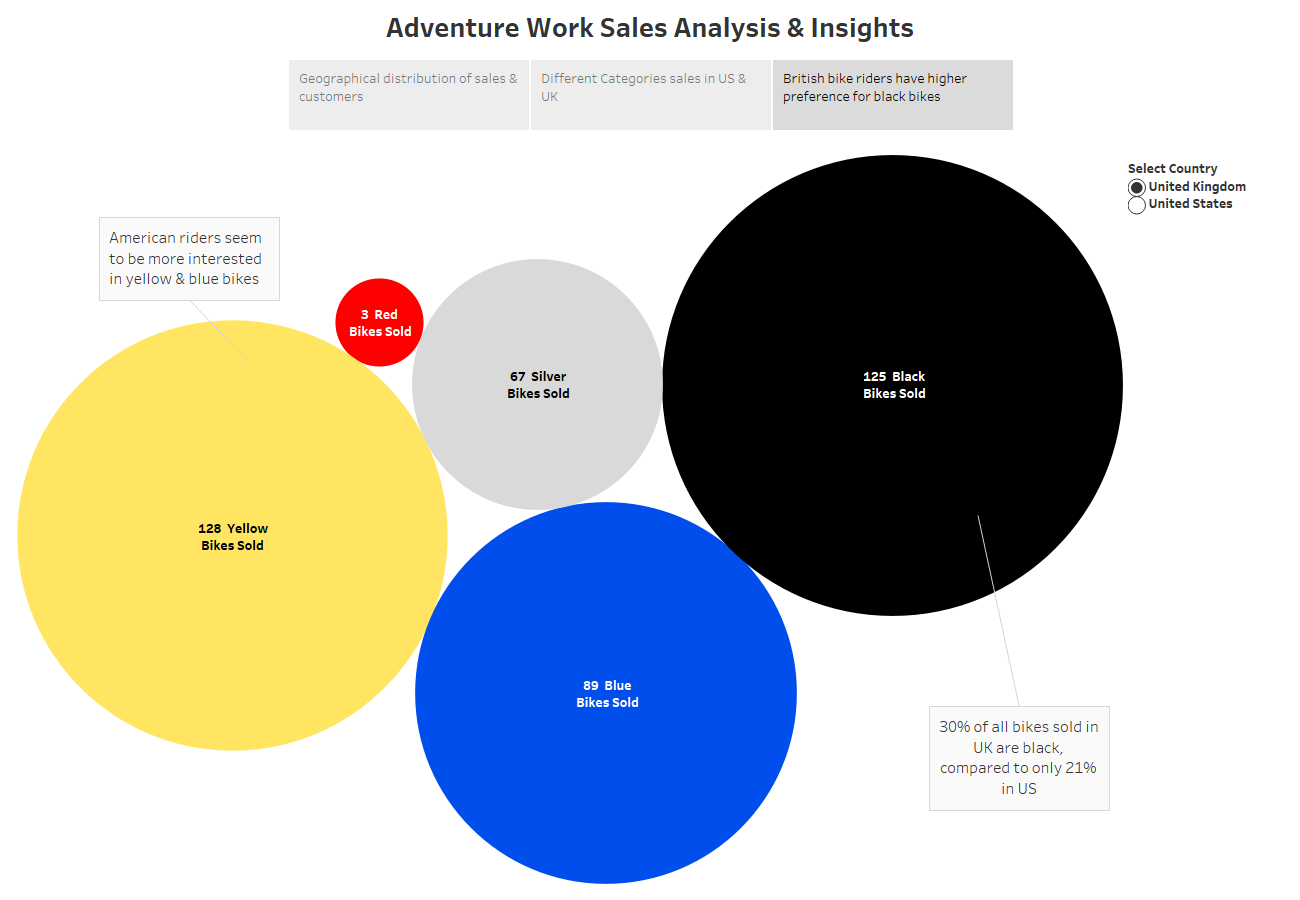 Adventure Work Sales Analysis & Insights
Geographical distribution of sales &
customers
Different Categories sales in US &
UK
British bike riders have higher
preference for black bikes
Select Country
United Kingdom
United States
American riders seem
to be more interested
in yellow & blue bikes
3 Red
Bikes Sold
67 Silver
Bikes Sold
125 Black
Bikes Sold
128 Yellow
Bikes Sold
89 Blue
Bikes Sold
30% of all bikes sold in
UK are black,
compared to only 21%
in US